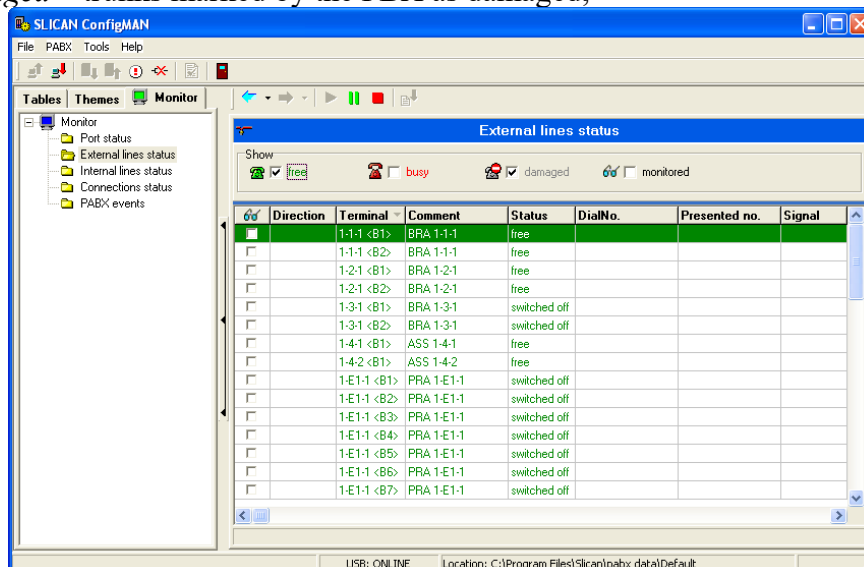 trunks marked by the PBX as damaged;
SLICAN ConfigMAN
File PABX Tools Help
Tables Themes Monitor
Monitor
Port status
External lines status
Internal lines status
Connections status
PABX events
External lines status
Show
free busy damaged monitored
Direction Terminal Comment Status DialNo. Presented no. Signal
1-1-1 <B1> BRA 1-1-1 free
1-1-1 <B2> BRA 1-1-1 free
1-2-1 <B1> BRA 1-2-1 free
1-2-1 <B2> BRA 1-2-1 free
1-3-1 <B1> BRA 1-3-1 switched off
1-3-1 <B2> BRA 1-3-1 switched off
1-4-1 <B1> ASS 1-4-1 free
1-4-2 <B1> ASS 1-4-2 free
1-E1-1 <B1> PRA 1-E1-1 switched off
1-E1-1 <B2> PRA 1-E1-1 switched off
1-E1-1 <B3> PRA 1-E1-1 switched off
1-E1-1 <B4> PRA 1-E1-1 switched off
1-E1-1 <B5> PRA 1-E1-1 switched off
1-E1-1 <B6> PRA 1-E1-1 switched off
1-E1-1 <B7> PRA 1-E1-1 switched off
USB: ONLINE Location: C:\Program Files\Slican\pabx data\Default